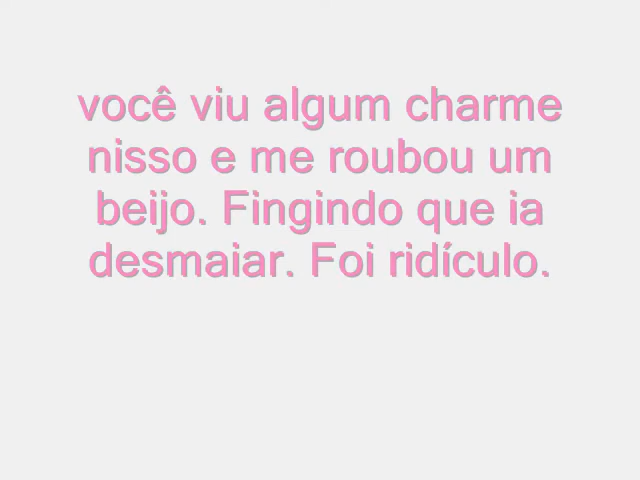 você viu algum charme
nisso e me roubou um
beijo. Fingindo que ia
desmaiar. Foi ridículo.